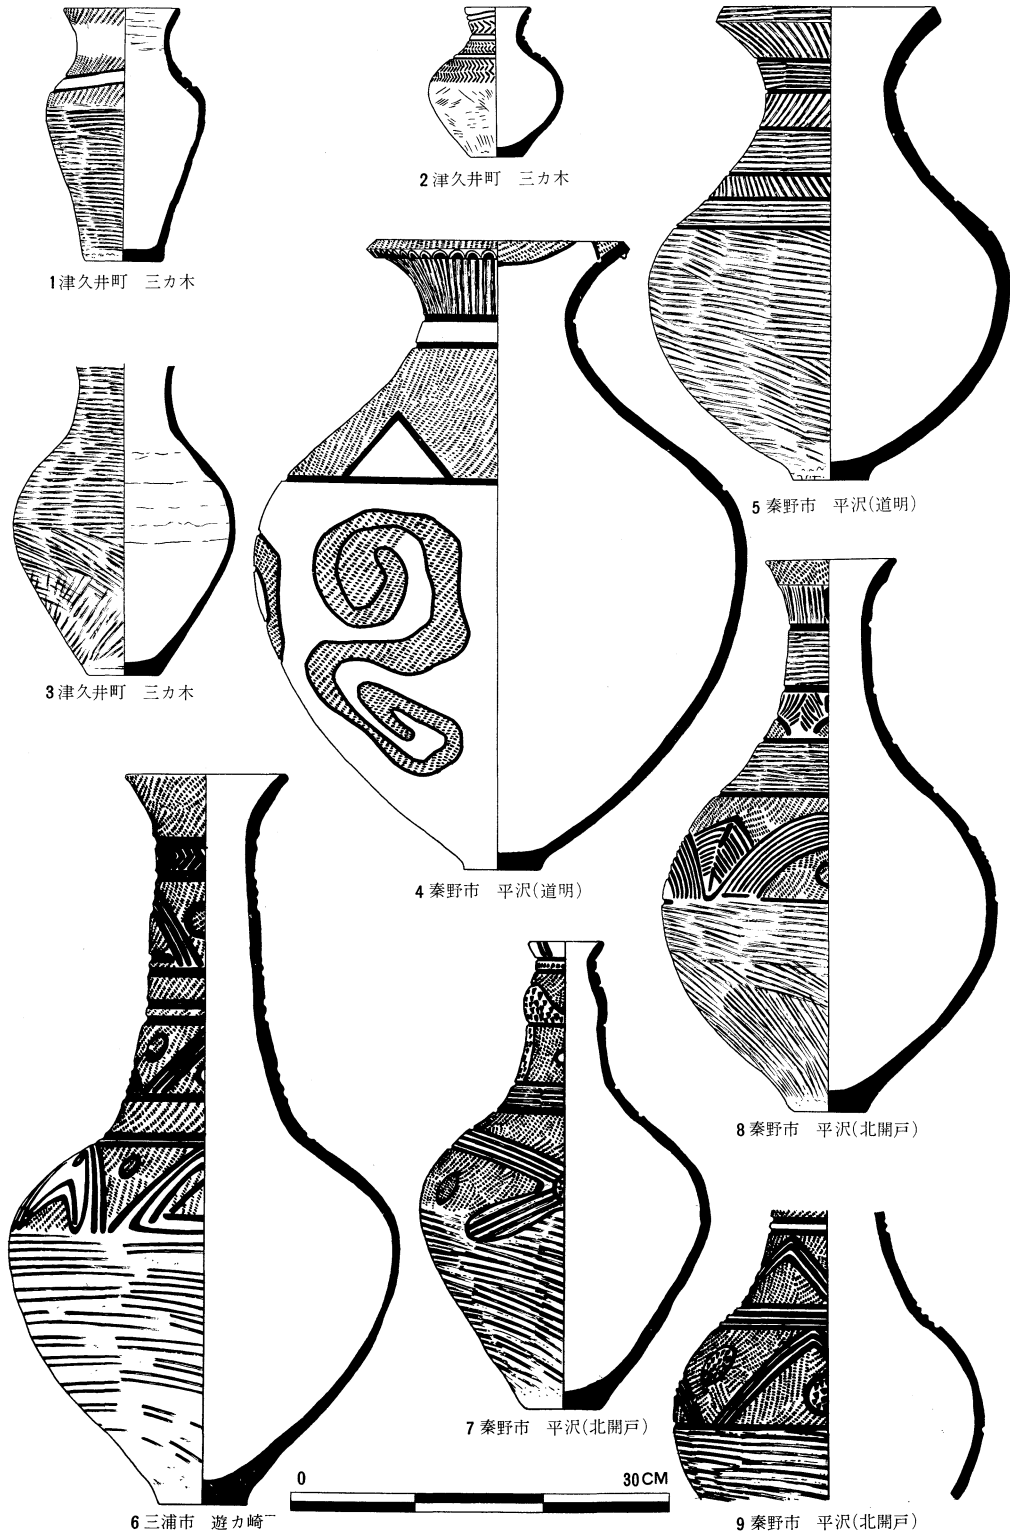 1 津久井町 三カ木
2 津久井町 三カ木
3 津久井町 三カ木
4 秦野市 平沢(道明)
5 秦野市 平沢(道明)
6 三浦市 遊カ崎
7 秦野市 平沢(北開戸)
8 秦野市 平沢(北開戸)
9 秦野市 平沢(北開戸)
0 30CM